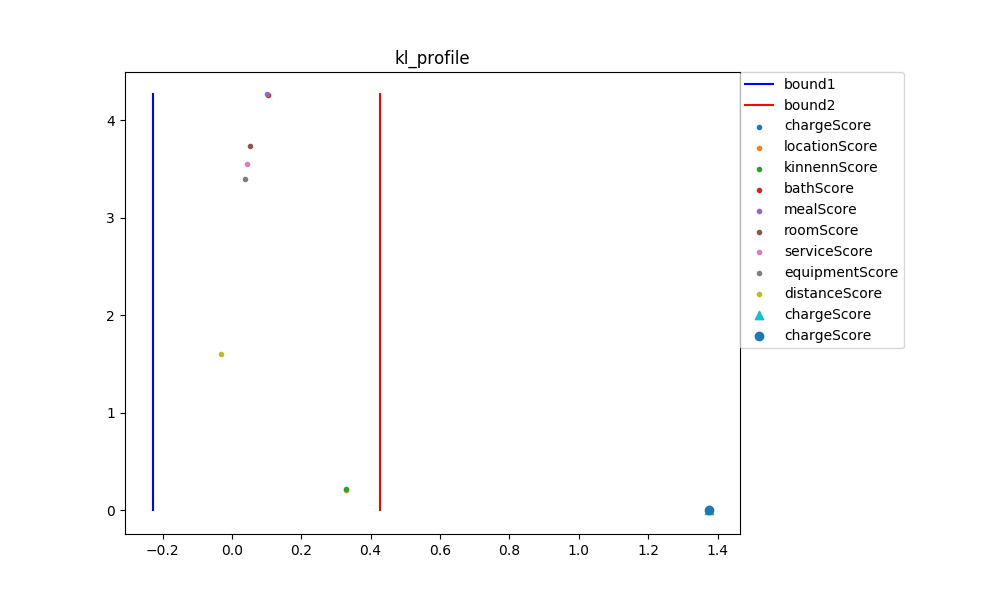 kl_profile
4
3
2
1
0
−0.2
0.0
0.2
0.4
0.6
0.8
1.0
1.2
1.4
bound1
bound2
chargeScore
locationScore
kinnennScore
bathScore
mealScore
roomScore
serviceScore
equipmentScore
distanceScore
chargeScore
chargeScore